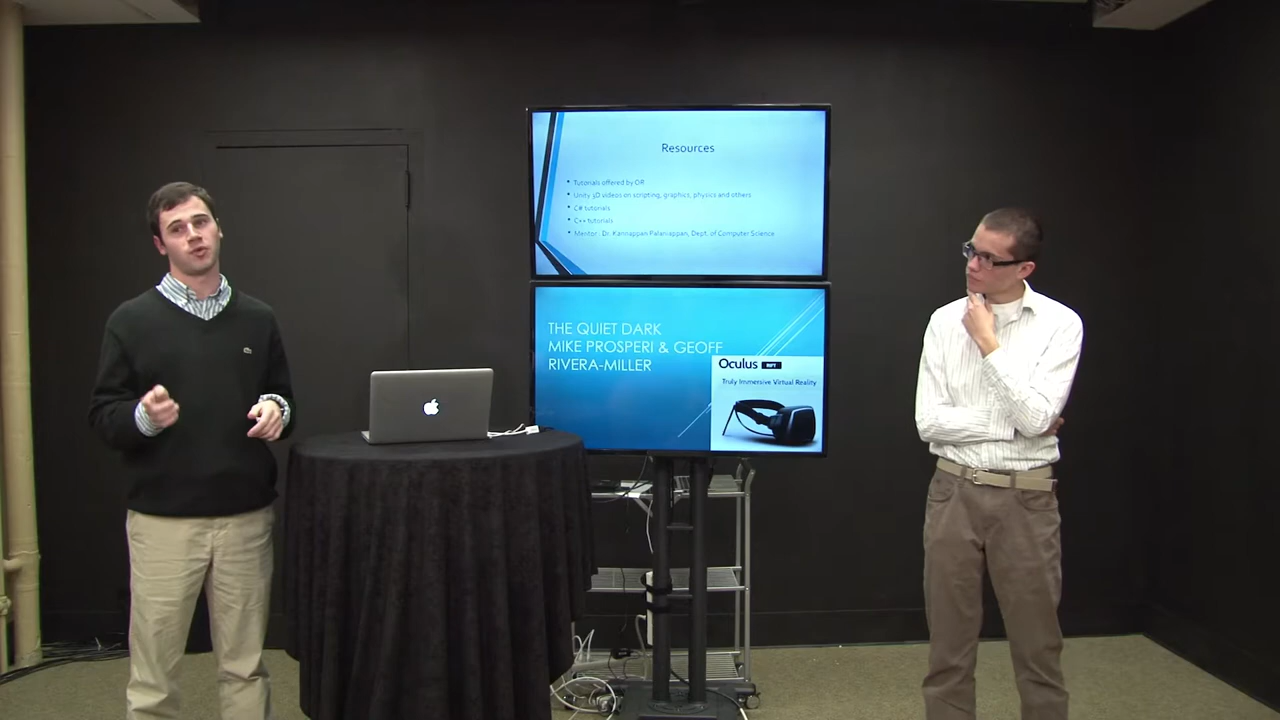 Resources
• Tutorials offered by OR
• Unity 3D videos on scripting, graphics, physics and others
• C# tutorials
• C++ tutorials
• Mentor : Dr. Kannappan Palaniappan, Dept. of Computer Science
THE QUIET DARK
MIKE PROSPERI & GEOFF
RIVERA-MILLER
Oculus RIFT
Truly Immersive Virtual Reality